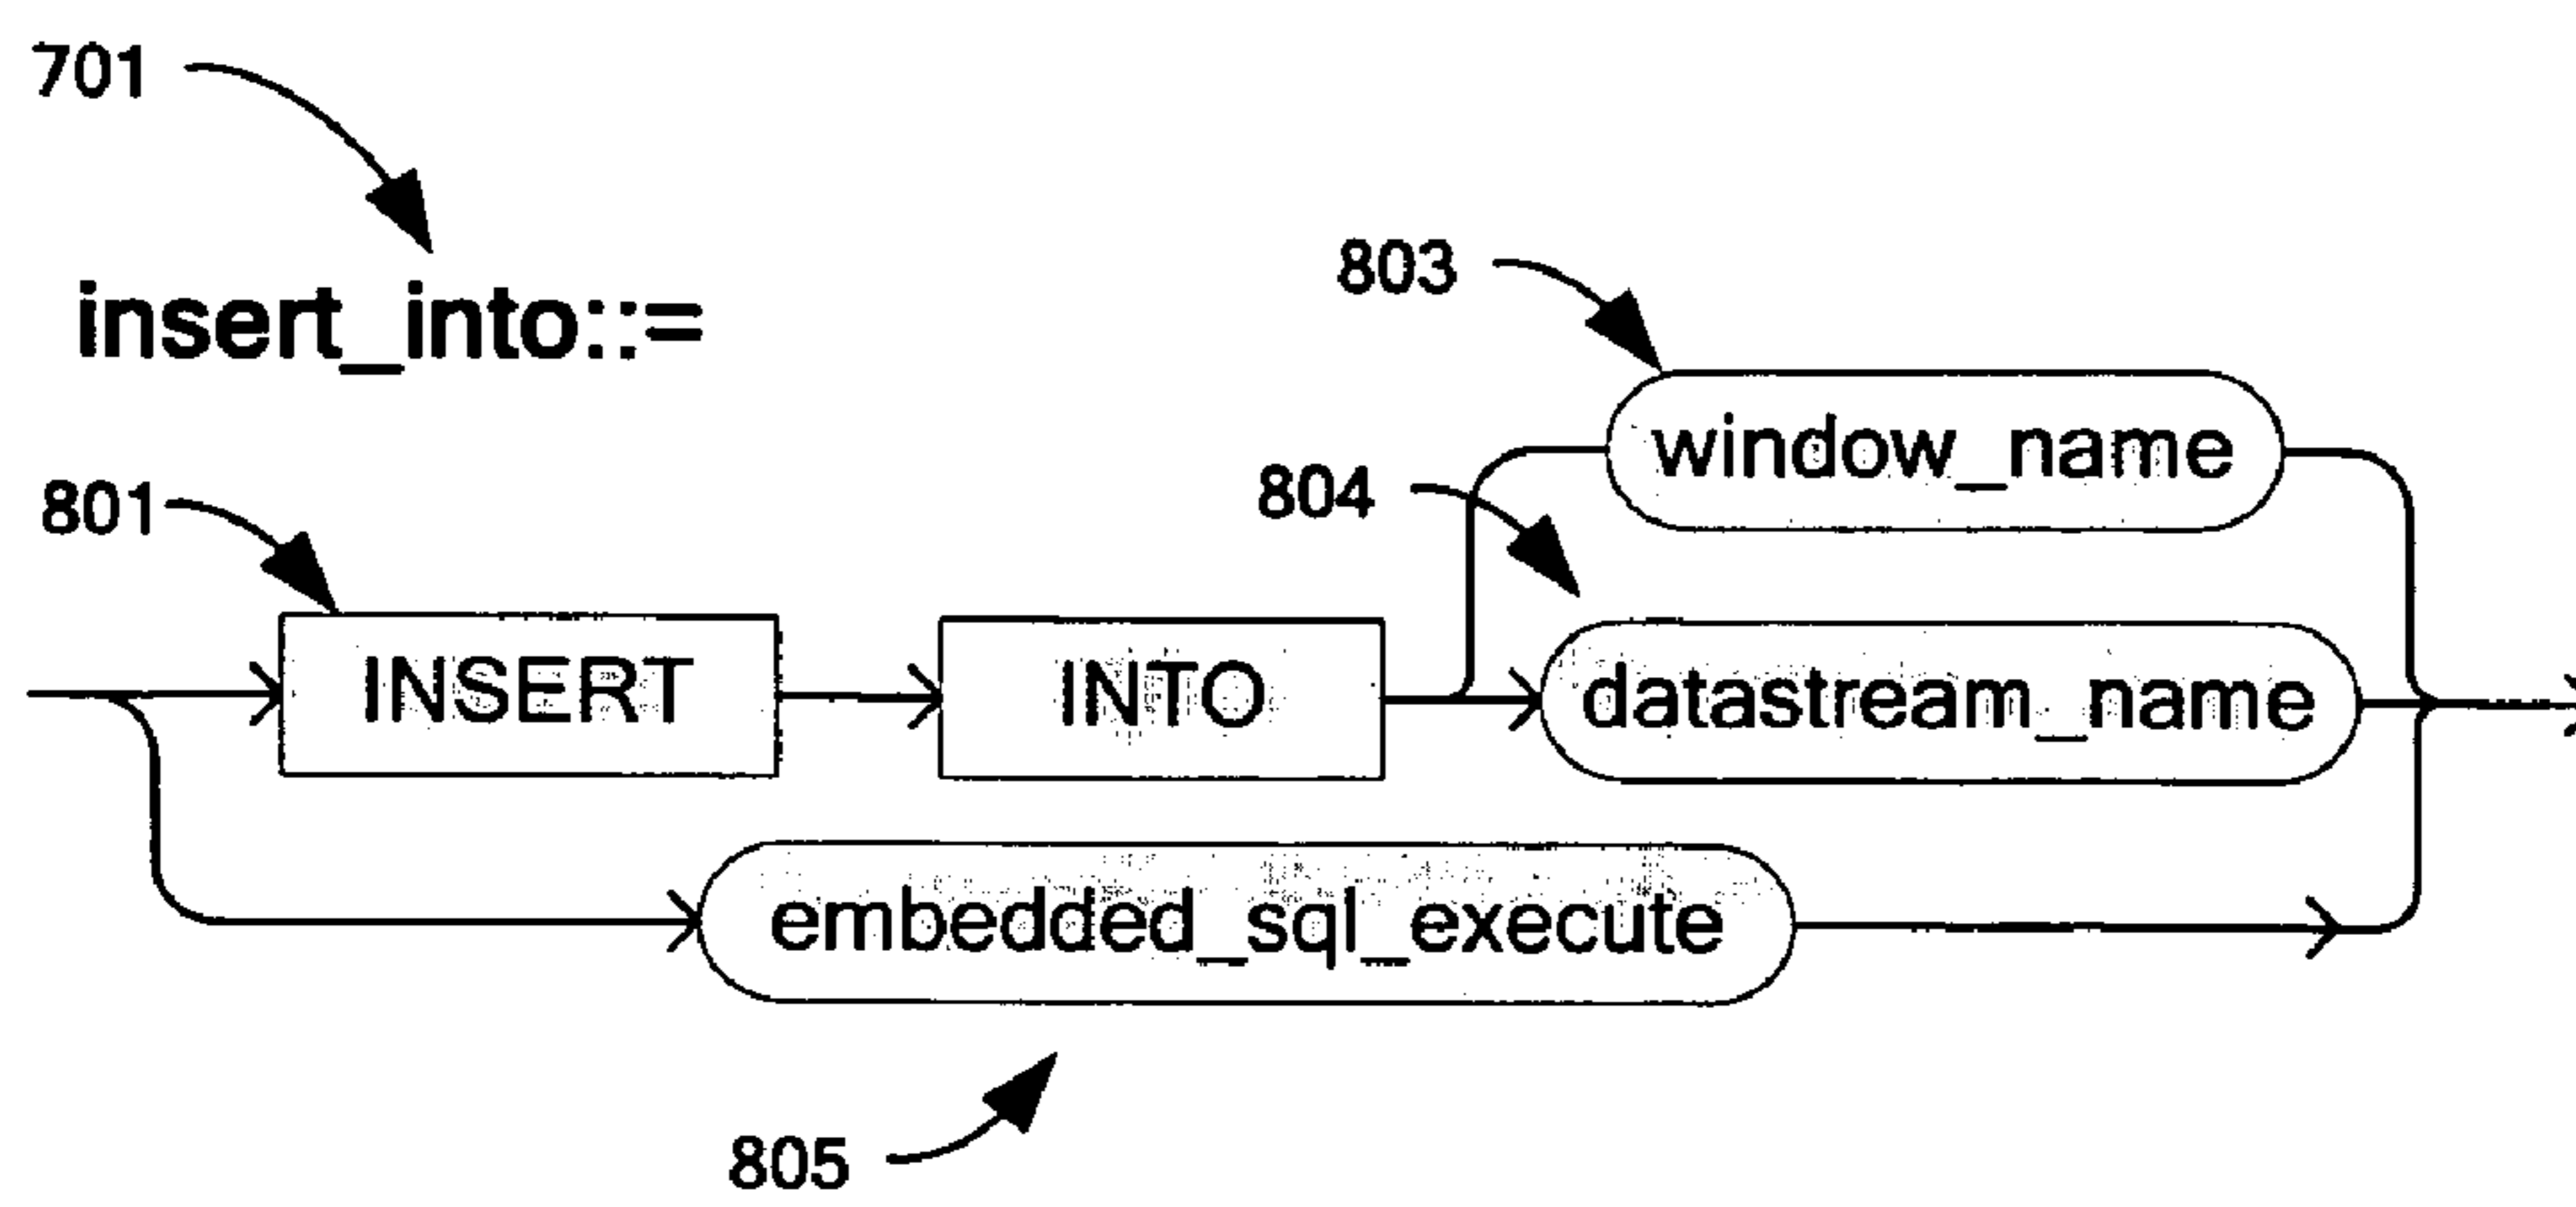 701
insert_into::=
803
window_name
804
801
INSERT
INTO
datastream_name
embedded_sql_execute
805